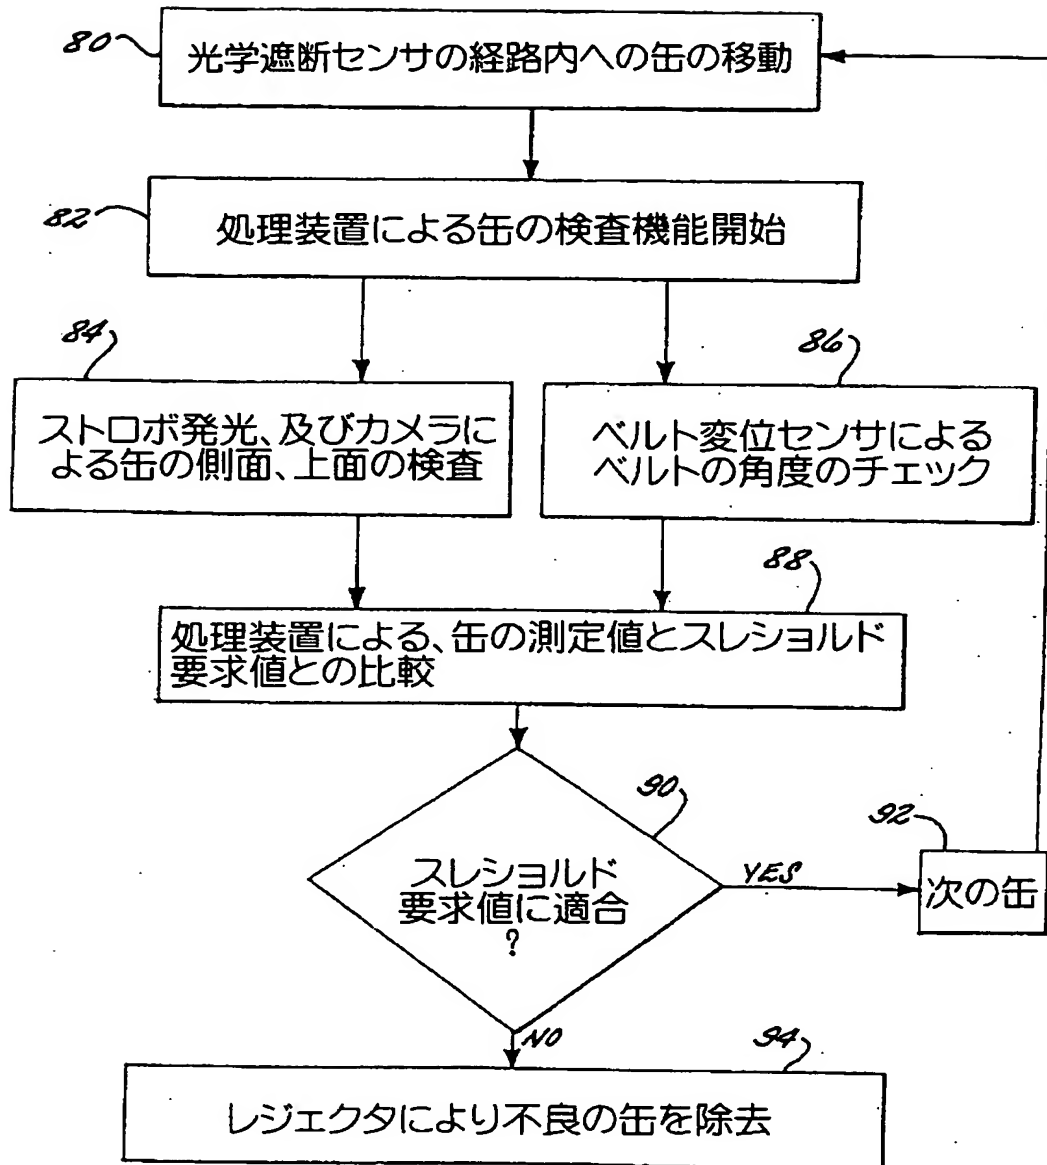 80
光学遮断センサの経路内への缶の移動
82
処理装置による缶の検査機能開始
84
ストロボ発光、及びカメラに
よる缶の側面、上面の検査
86
ベルト変位センサによる
ベルトの角度のチェック
88
処理装置による、缶の測定値とスレショルド
要求値との比較
90
スレショルド
要求値に適合
?
YES
92
次の缶
NO
94
レジェクタにより不良の缶を除去